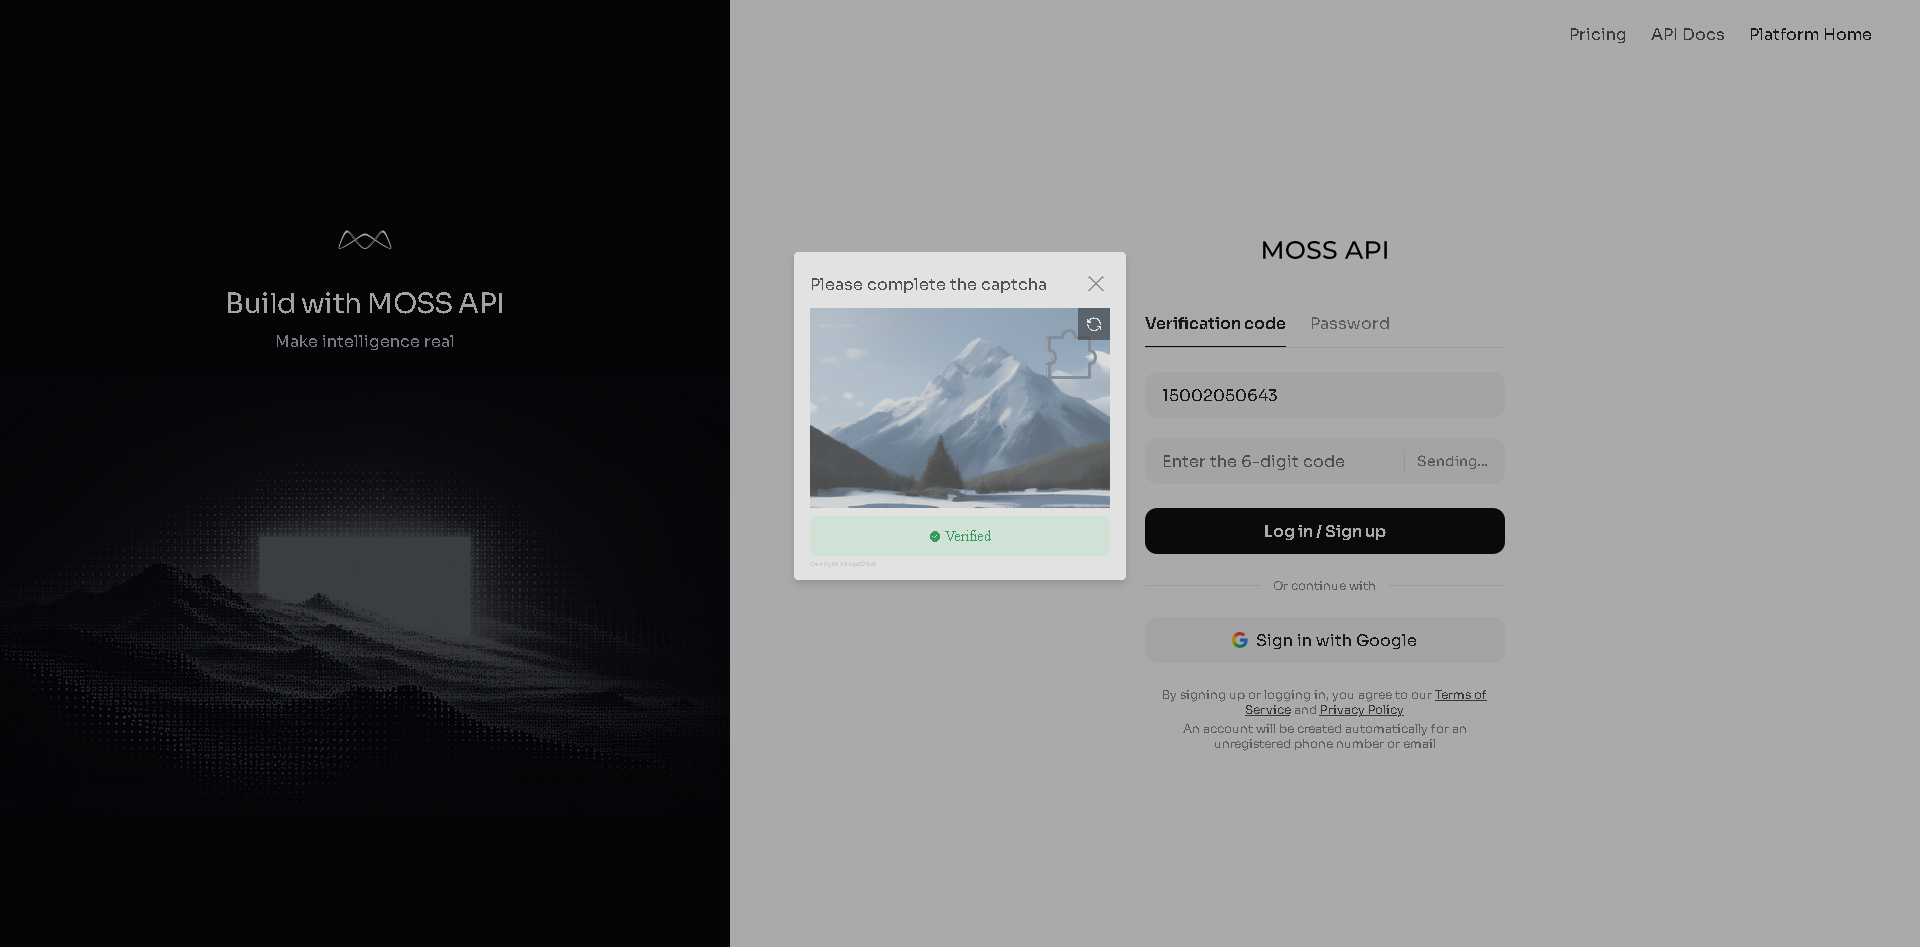 Pricing
API Docs
Platform Home
Build with MOSS API
Make intelligence real
Please complete the captcha
Verified
MOSS API
Verification code
Password
15002050643
Enter the 6-digit code
Sending...
Log in / Sign up
Or continue with
Sign in with Google
By signing up or logging in, you agree to our Terms of
Service and Privacy Policy
An account will be created automatically for an
unregistered phone number or email